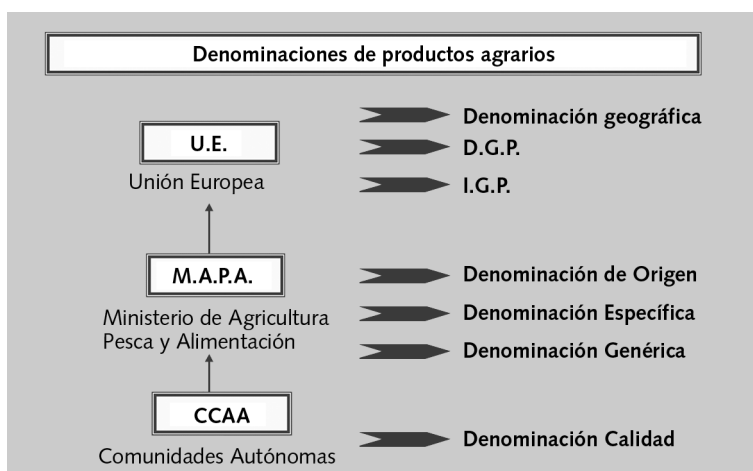 Denominaciones de productos agrarios
U.E.
Unión Europea
Denominación geográfica
D.G.P.
I.G.P.
M.A.P.A.
Ministerio de Agricultura
Pesca y Alimentación
Denominación de Origen
Denominación Específica
Denominación Genérica
CCAA
Comunidades Autónomas
Denominación Calidad